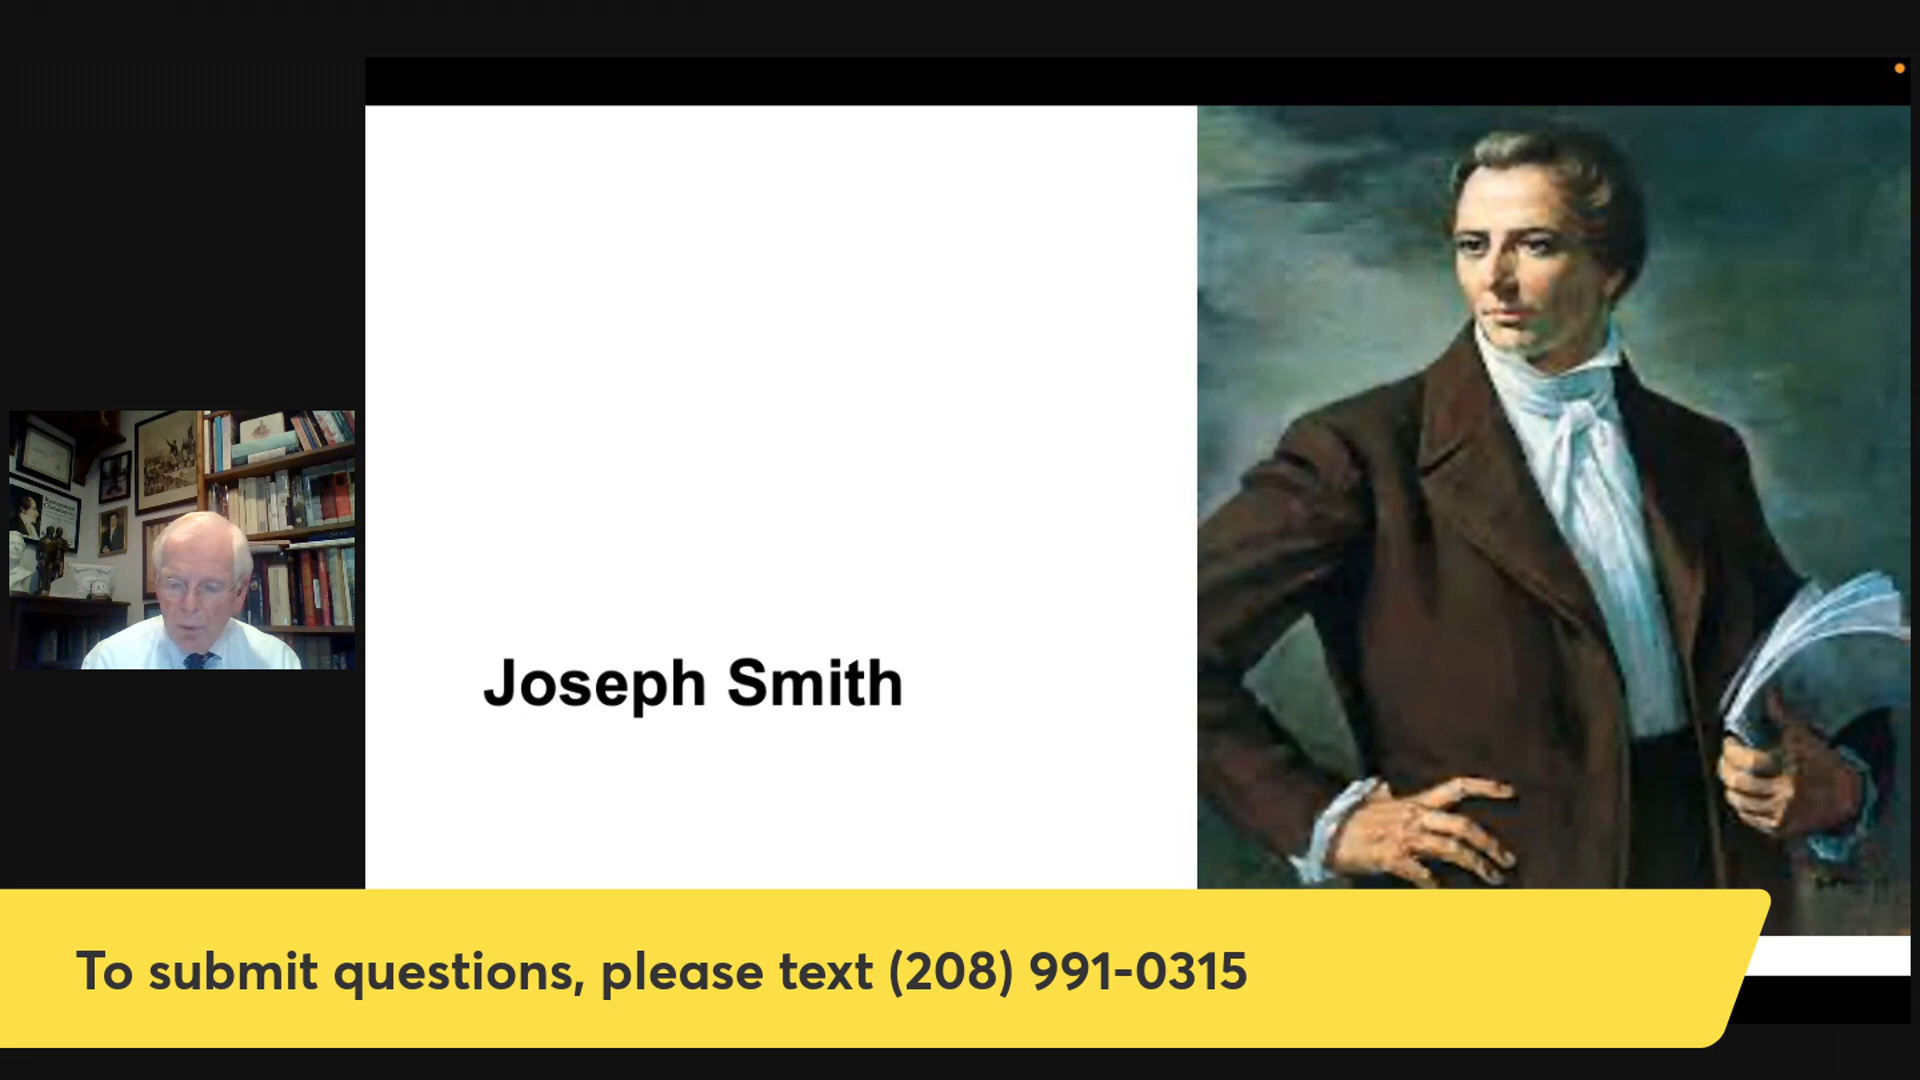 Joseph Smith
To submit questions, please text (208) 991-0315